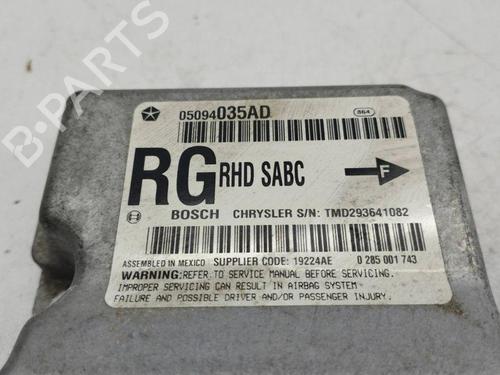 B-PARTS
05094035AD
864
RG RHD SABC F
BOSCH CHRYSLER S/N: TMD293641082
ASSEMBLED IN MEXICO SUPPLIER CODE: 19224AE 0 285 001 743
WARNING: REFER TO SERVICE MANUAL BEFORE SERVICING.
IMPROPER SERVICING CAN RESULT IN AIRBAG SYSTEM
FAILURE AND POSSIBLE DRIVER AND/OR PASSENGER INJURY.